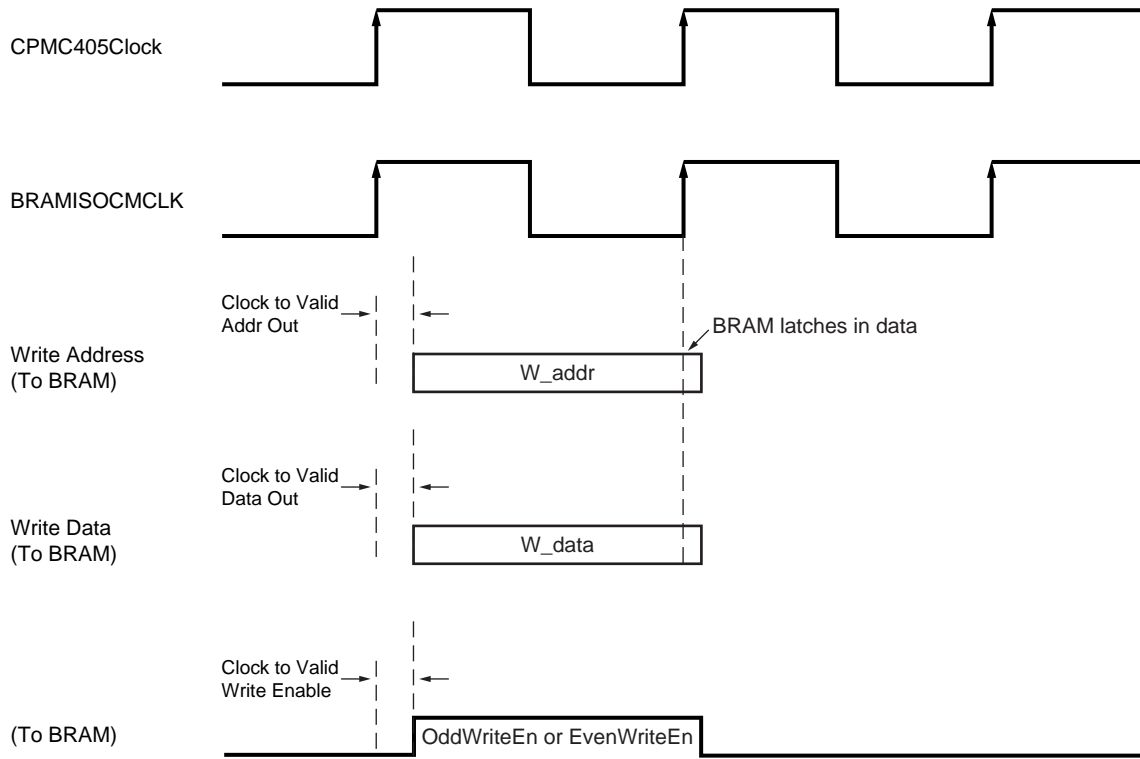 CPMC405Clock
BRAMISOCMCLK
Clock to Valid
Addr Out
BRAM latches in data
Write Address
(To BRAM)
W_addr
Clock to Valid
Data Out
Write Data
(To BRAM)
W_data
Clock to Valid
Write Enable
(To BRAM)
OddWriteEn or EvenWriteEn